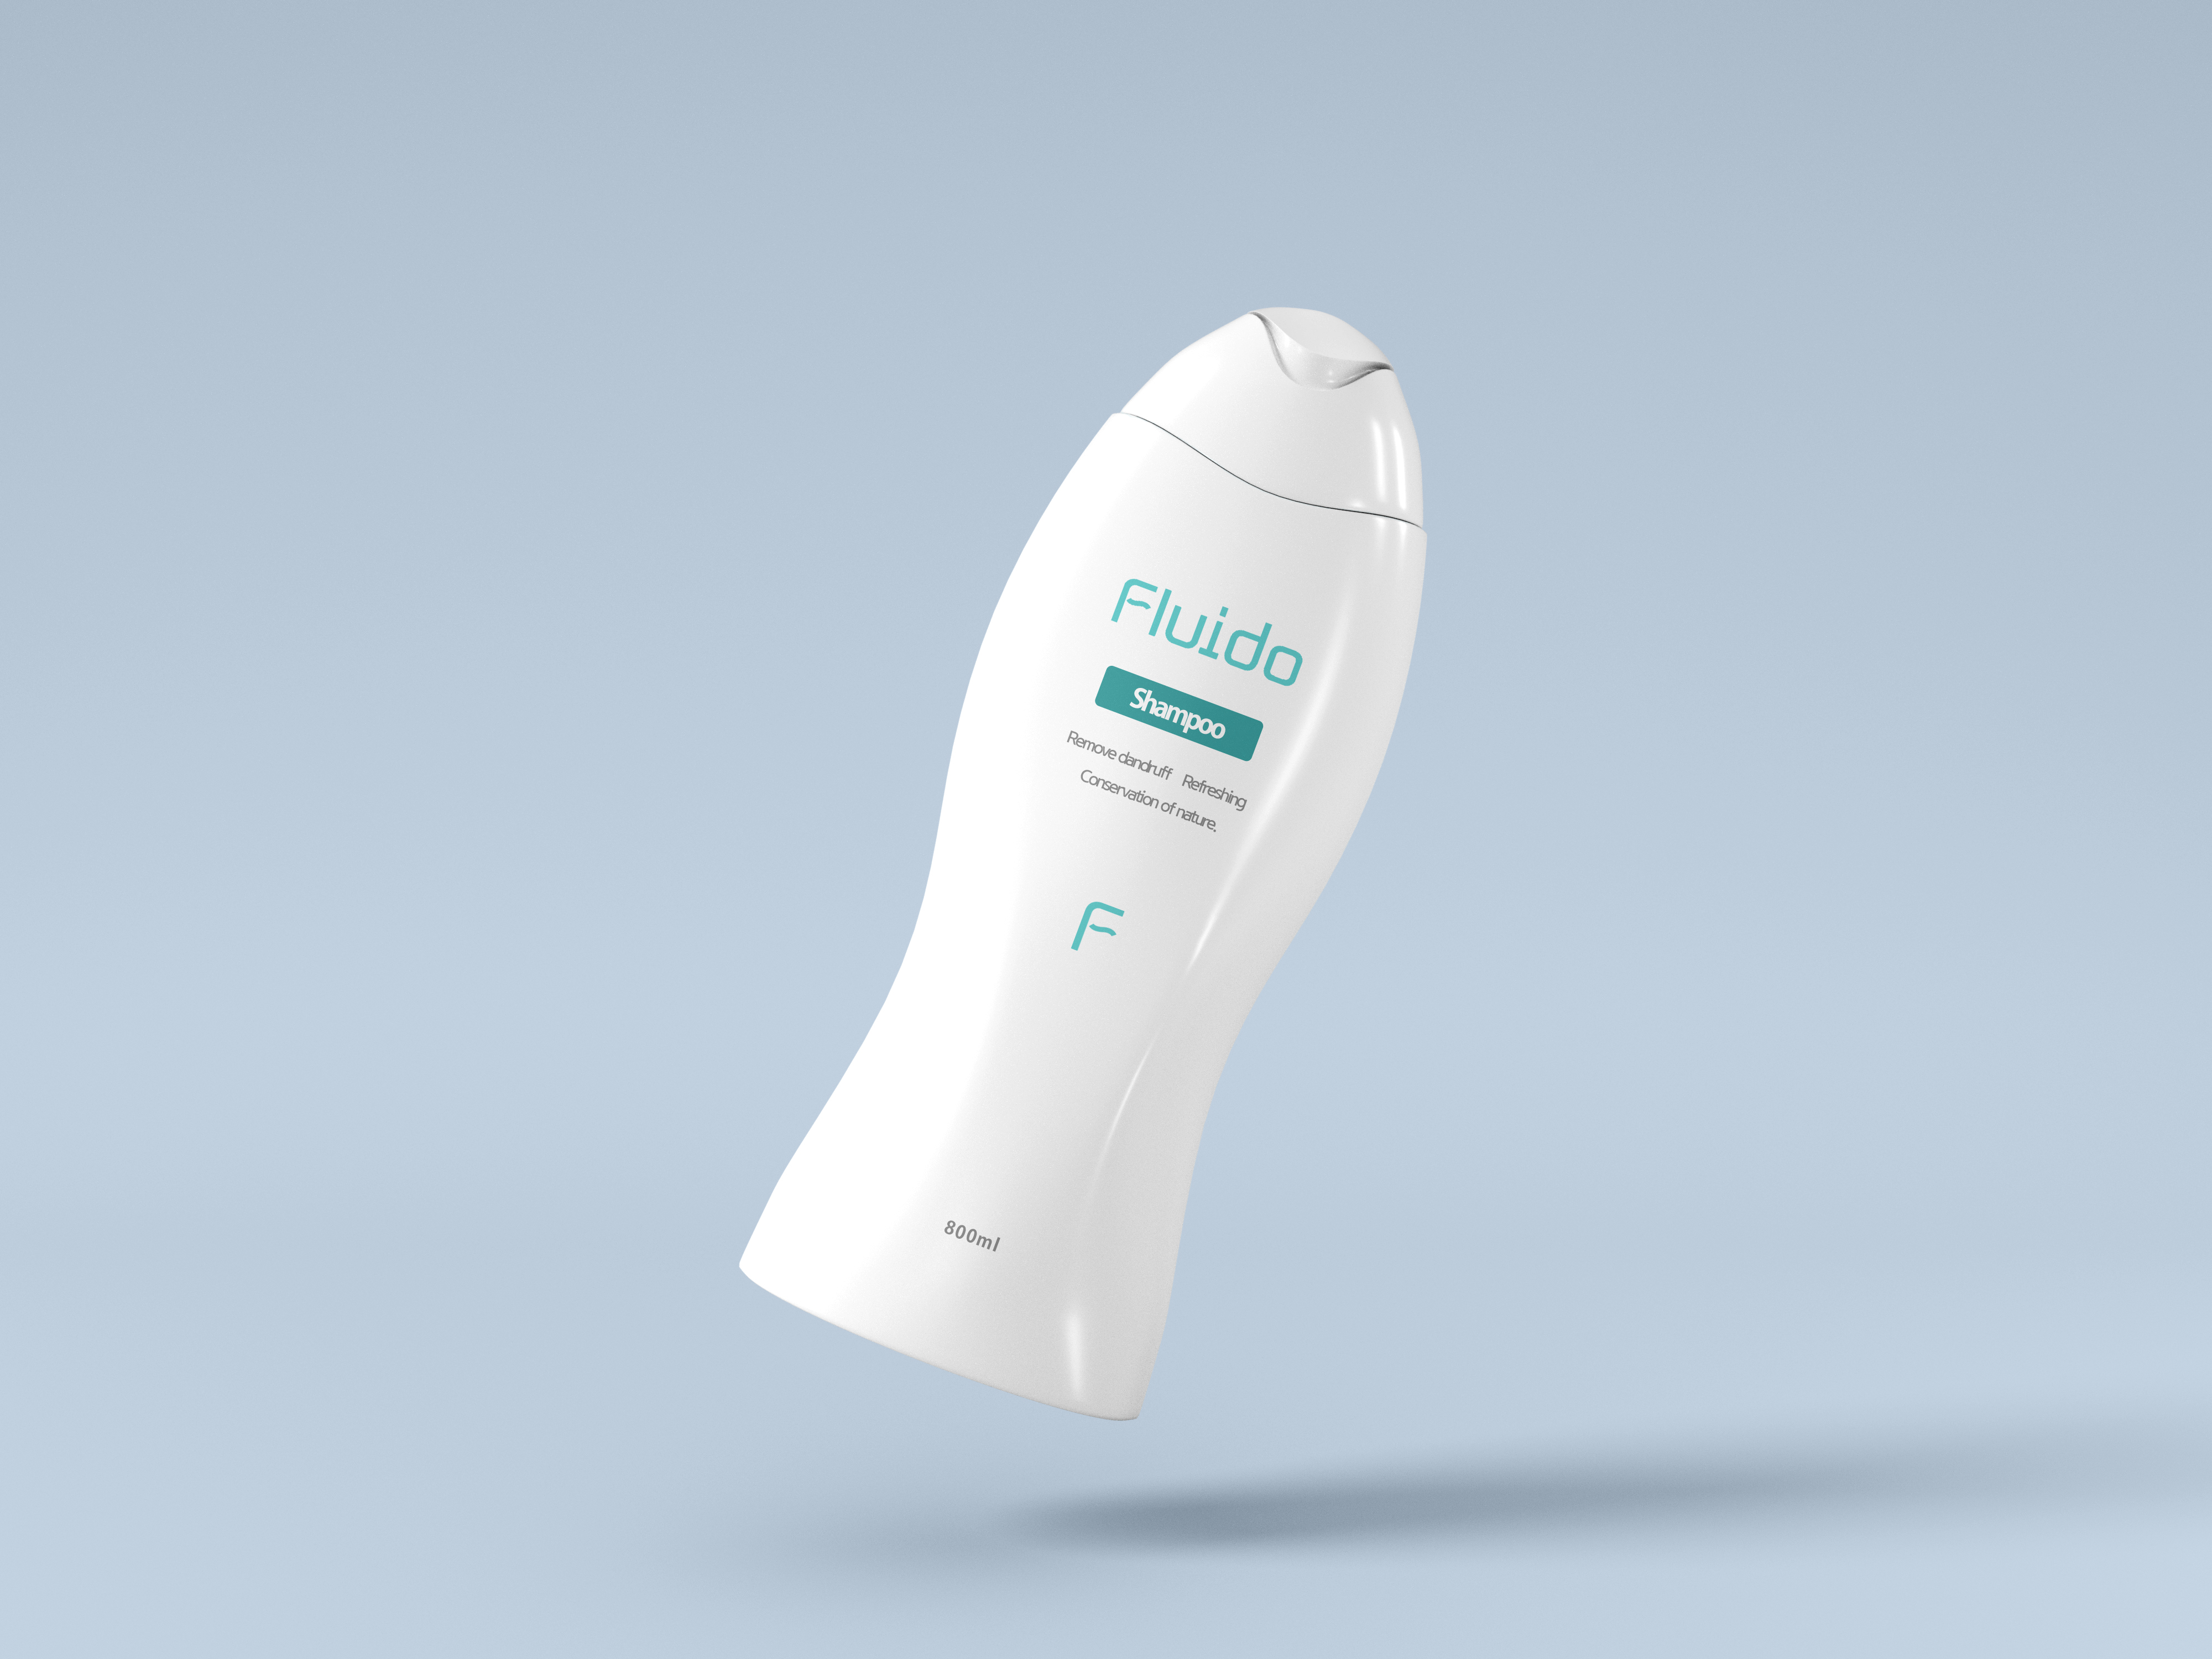 Fluido
Shampoo
Remove dandruff Refreshing
Conservation of nature.
F
800ml